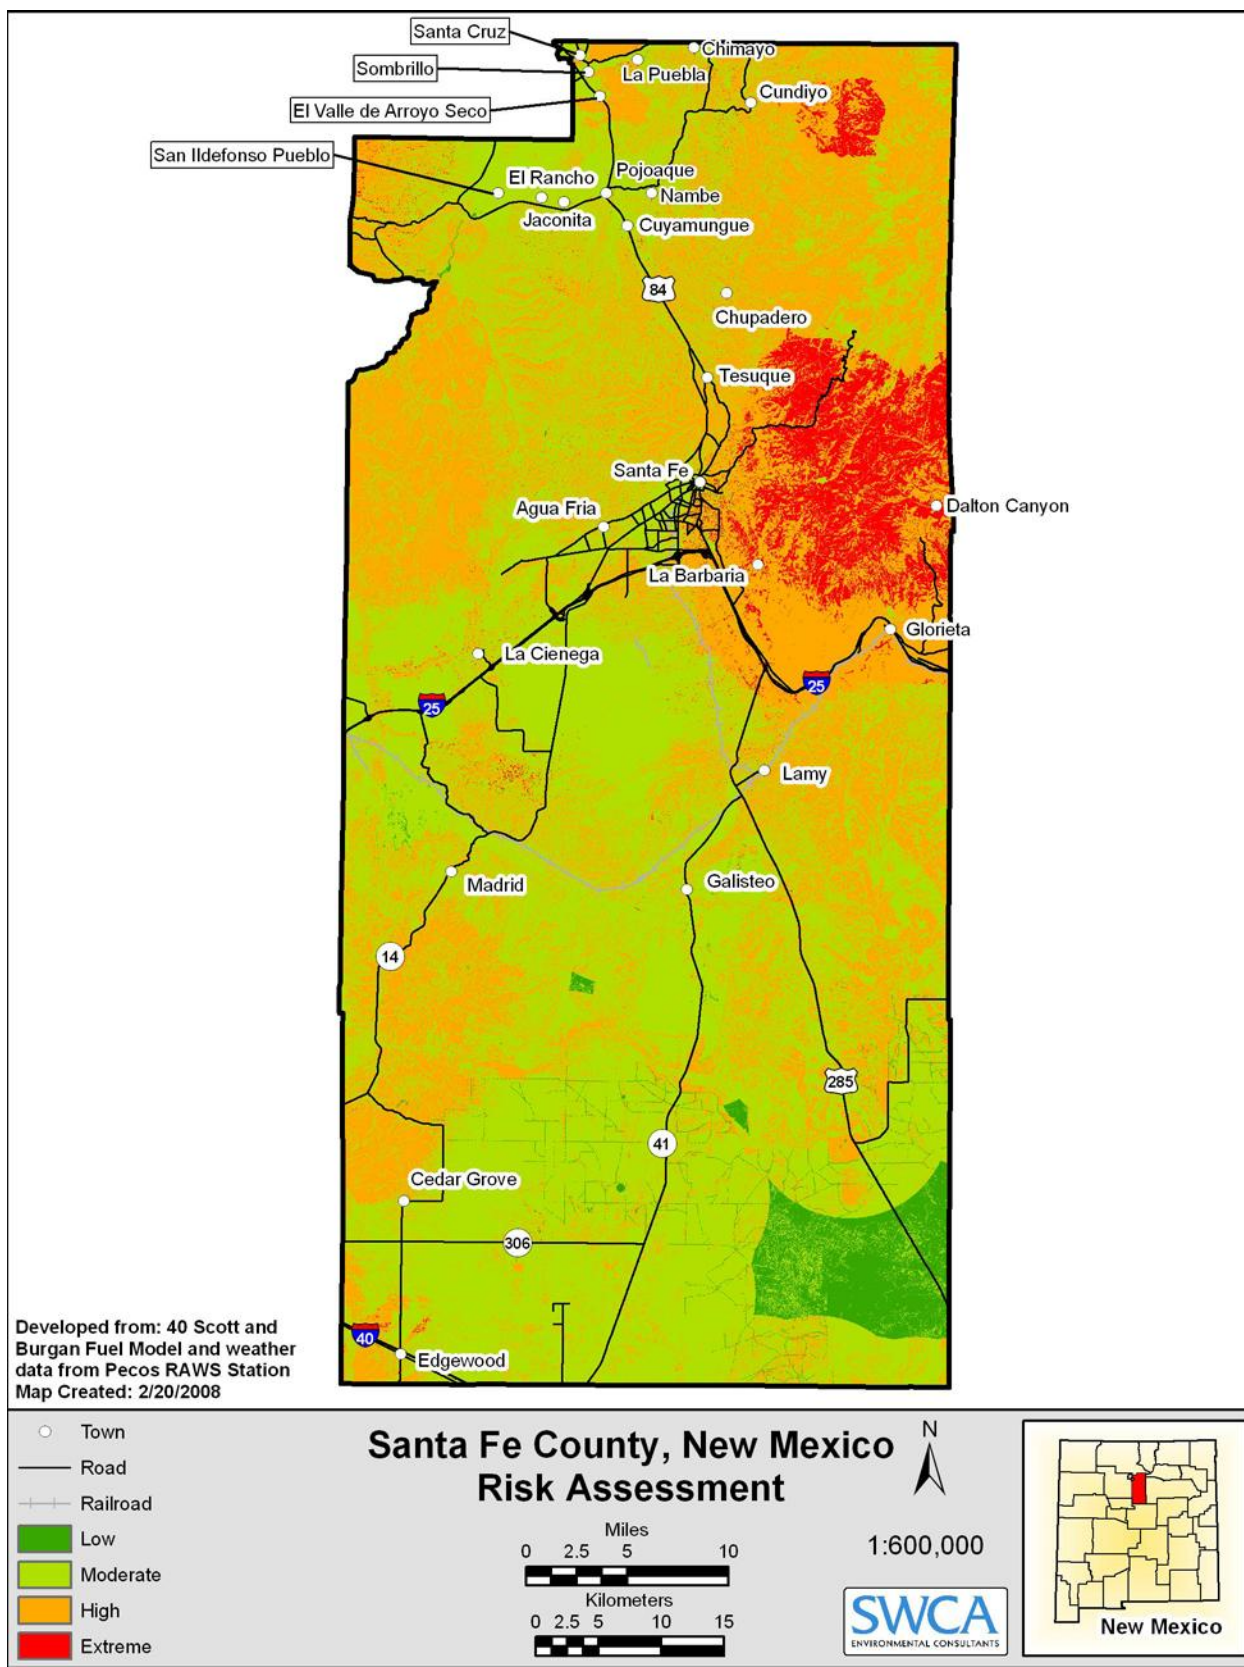 Santa Cruz
Chimayo
Sombrillo
La Puebla
Cundiyo
El Valle de Arroyo Seco
San Ildefonso Pueblo
El Rancho
Pojoaque
Nambe
Jaconita
Cuyamungue
84
Chupadero
Tesuque
Santa Fe
Agua Fria
Dalton Canyon
La Barbaria
Glorieta
La Cienega
25
25
Lamy
Madrid
Galisteo
14
285
41
Cedar Grove
306
40
Edgewood
Developed from: 40 Scott and
Burgan Fuel Model and weather
data from Pecos RAWS Station
Map Created: 2/20/2008
Town
Road
Railroad
Low
Moderate
High
Extreme
Santa Fe County, New Mexico
Risk Assessment
N
Miles
0 2.5 5 10
Kilometers
0 2.5 5 10 15
1:600,000
SWCA
ENVIRONMENTAL CONSULTANTS
New Mexico